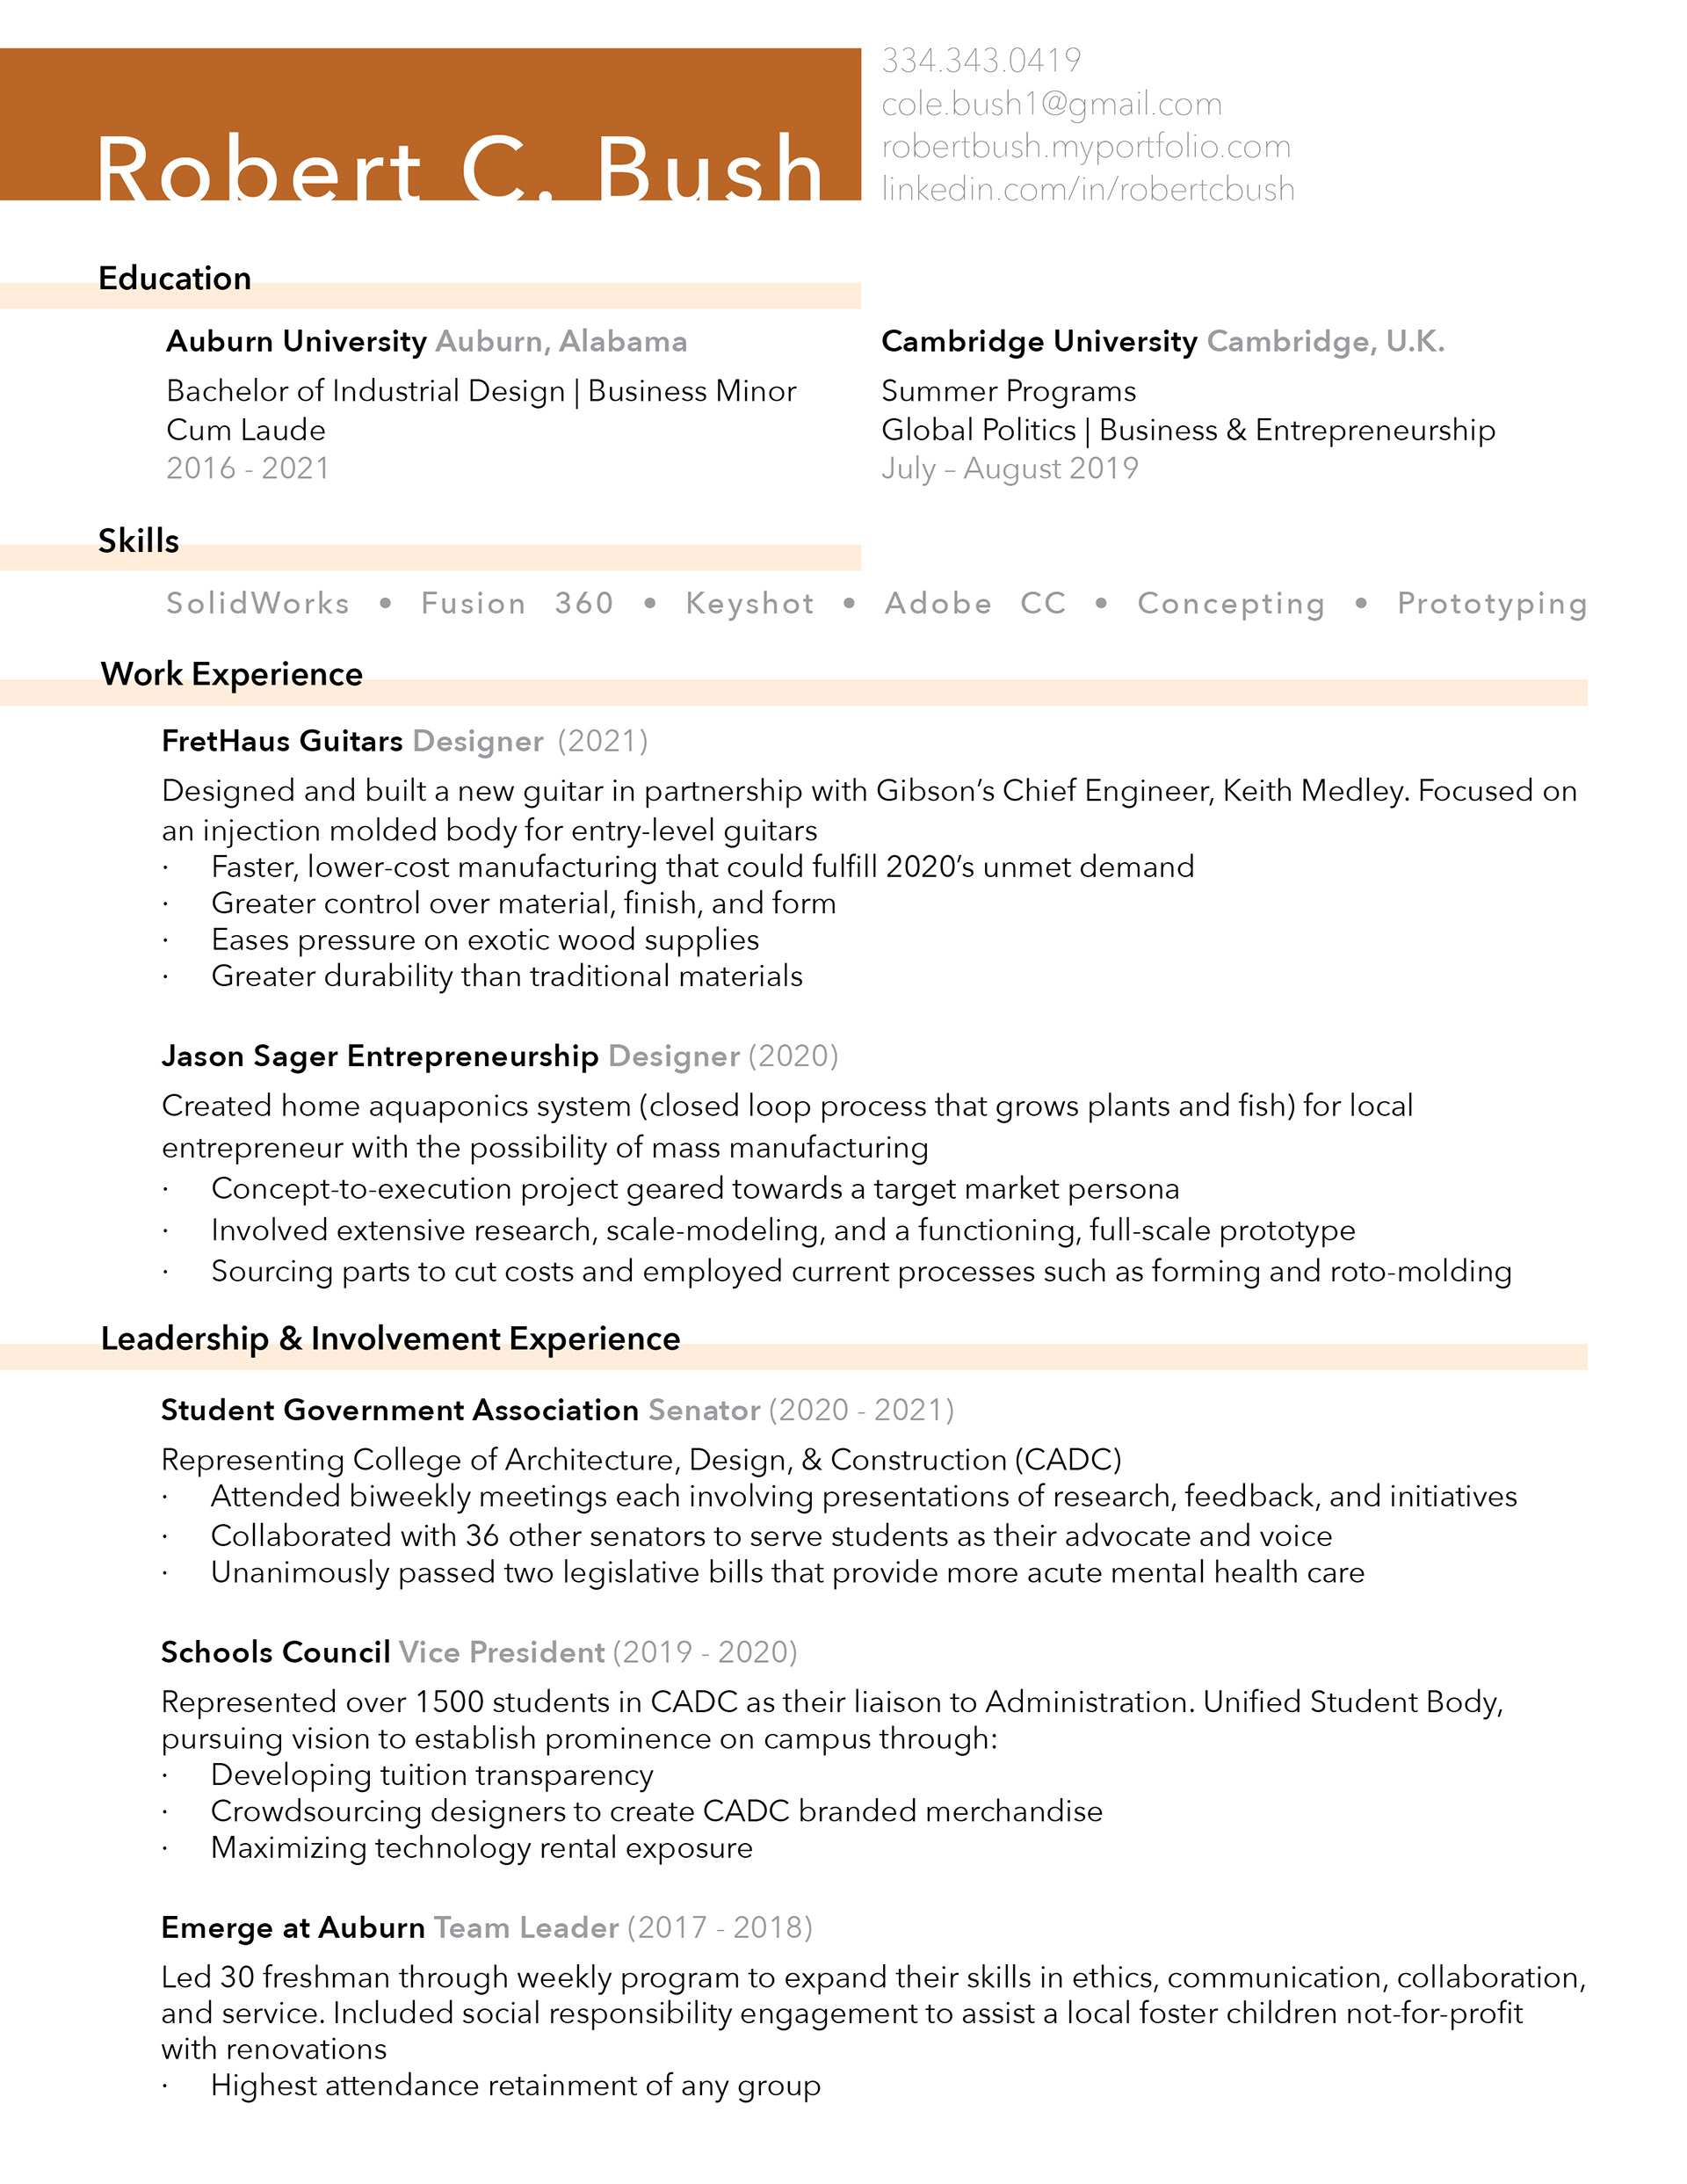 Robert C. Bush
334.343.0419
cole.bush1@gmail.com
robertbush.myportfolio.com
linkedin.com/in/robertcbush
Education
Auburn University Auburn, Alabama
Bachelor of Industrial Design | Business Minor
Cum Laude
2016 - 2021
Cambridge University Cambridge, U.K.
Summer Programs
Global Politics | Business & Entrepreneurship
July – August 2019
Skills
SolidWorks • Fusion 360 • Keyshot • Adobe CC • Concepting • Prototyping
Work Experience
FretHaus Guitars Designer (2021)
Designed and built a new guitar in partnership with Gibson’s Chief Engineer, Keith Medley. Focused on
an injection molded body for entry-level guitars
· Faster, lower-cost manufacturing that could fulfill 2020’s unmet demand
· Greater control over material, finish, and form
· Eases pressure on exotic wood supplies
· Greater durability than traditional materials
Jason Sager Entrepreneurship Designer (2020)
Created home aquaponics system (closed loop process that grows plants and fish) for local
entrepreneur with the possibility of mass manufacturing
· Concept-to-execution project geared towards a target market persona
· Involved extensive research, scale-modeling, and a functioning, full-scale prototype
· Sourcing parts to cut costs and employed current processes such as forming and roto-molding
Leadership & Involvement Experience
Student Government Association Senator (2020 - 2021)
Representing College of Architecture, Design, & Construction (CADC)
· Attended biweekly meetings each involving presentations of research, feedback, and initiatives
· Collaborated with 36 other senators to serve students as their advocate and voice
· Unanimously passed two legislative bills that provide more acute mental health care
Schools Council Vice President (2019 - 2020)
Represented over 1500 students in CADC as their liaison to Administration. Unified Student Body,
pursuing vision to establish prominence on campus through:
· Developing tuition transparency
· Crowdsourcing designers to create CADC branded merchandise
· Maximizing technology rental exposure
Emerge at Auburn Team Leader (2017 - 2018)
Led 30 freshman through weekly program to expand their skills in ethics, communication, collaboration,
and service. Included social responsibility engagement to assist a local foster children not-for-profit
with renovations
· Highest attendance retainment of any group